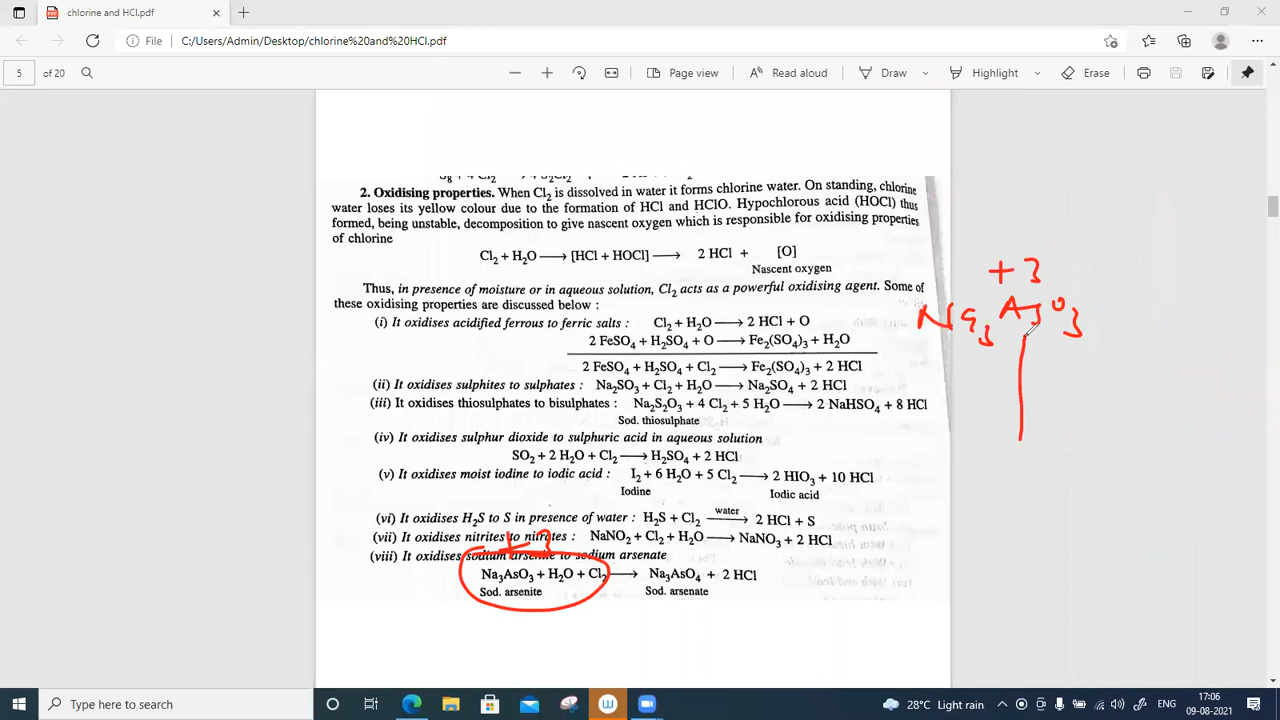 chlorine and HCl.pdf
File C:/Users/Admin/Desktop/chlorine%20and%20HCl.pdf
5 of 20 Page view Read aloud Draw Highlight Erase
2. Oxidising properties. When Cl2 is dissolved in water it forms chlorine water. On standing, chlorine
water loses its yellow colour due to the formation of HCl and HClO. Hypochlorous acid (HOCl) thus
formed, being unstable, decomposition to give nascent oxygen which is responsible for oxidising properties
of chlorine
Cl2 + H2O ⟶ [HCl + HOCl] ⟶ 2 HCl + [O]
Nascent oxygen
Thus, in presence of moisture or in aqueous solution, Cl2 acts as a powerful oxidising agent. Some of
these oxidising properties are discussed below :
(i) It oxidises acidified ferrous to ferric salts : Cl2 + H2O ⟶ 2 HCl + O
2 FeSO4 + H2SO4 + O ⟶ Fe2(SO4)3 + H2O
2 FeSO4 + H2SO4 + Cl2 ⟶ Fe2(SO4)3 + 2 HCl
(ii) It oxidises sulphites to sulphates : Na2SO3 + Cl2 + H2O ⟶ Na2SO4 + 2 HCl
(iii) It oxidises thiosulphates to bisulphates : Na2S2O3 + 4 Cl2 + 5 H2O ⟶ 2 NaHSO4 + 8 HCl
Sod. thiosulphate
(iv) It oxidises sulphur dioxide to sulphuric acid in aqueous solution
SO2 + 2 H2O + Cl2 ⟶ H2SO4 + 2 HCl
(v) It oxidises moist iodine to iodic acid : I2 + 6 H2O + 5 Cl2 ⟶ 2 HIO3 + 10 HCl
Iodine Iodic acid
(vi) It oxidises H2S to S in presence of water : H2S + Cl2 water ⟶ 2 HCl + S
(vii) It oxidises nitrites to nitrates : NaNO2 + Cl2 + H2O ⟶ NaNO3 + 2 HCl
+3
(viii) It oxidises sodium arsenite to sodium arsenate
Na3AsO3 + H2O + Cl2 ⟶ Na3AsO4 + 2 HCl
Sod. arsenite Sod. arsenate
+3
Na3AsO3
Type here to search
28°C Light rain ENG 17:06
09-08-2021